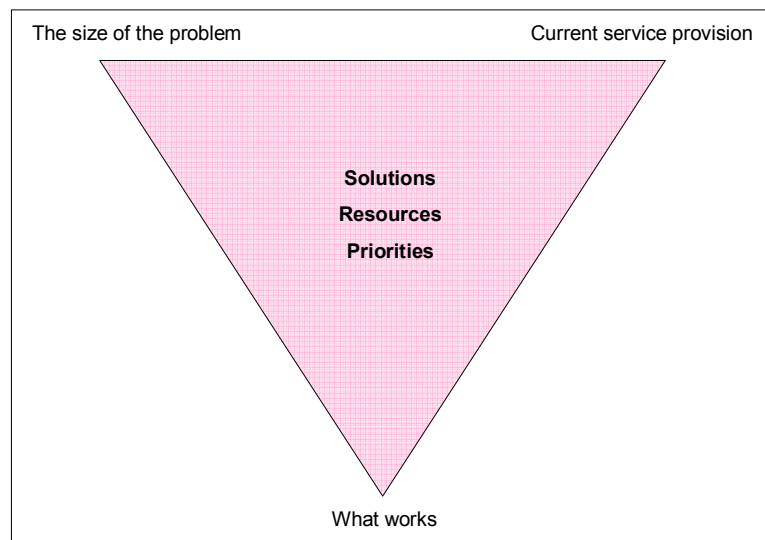 The size of the problem
Current service provision
Solutions
Resources
Priorities
What works